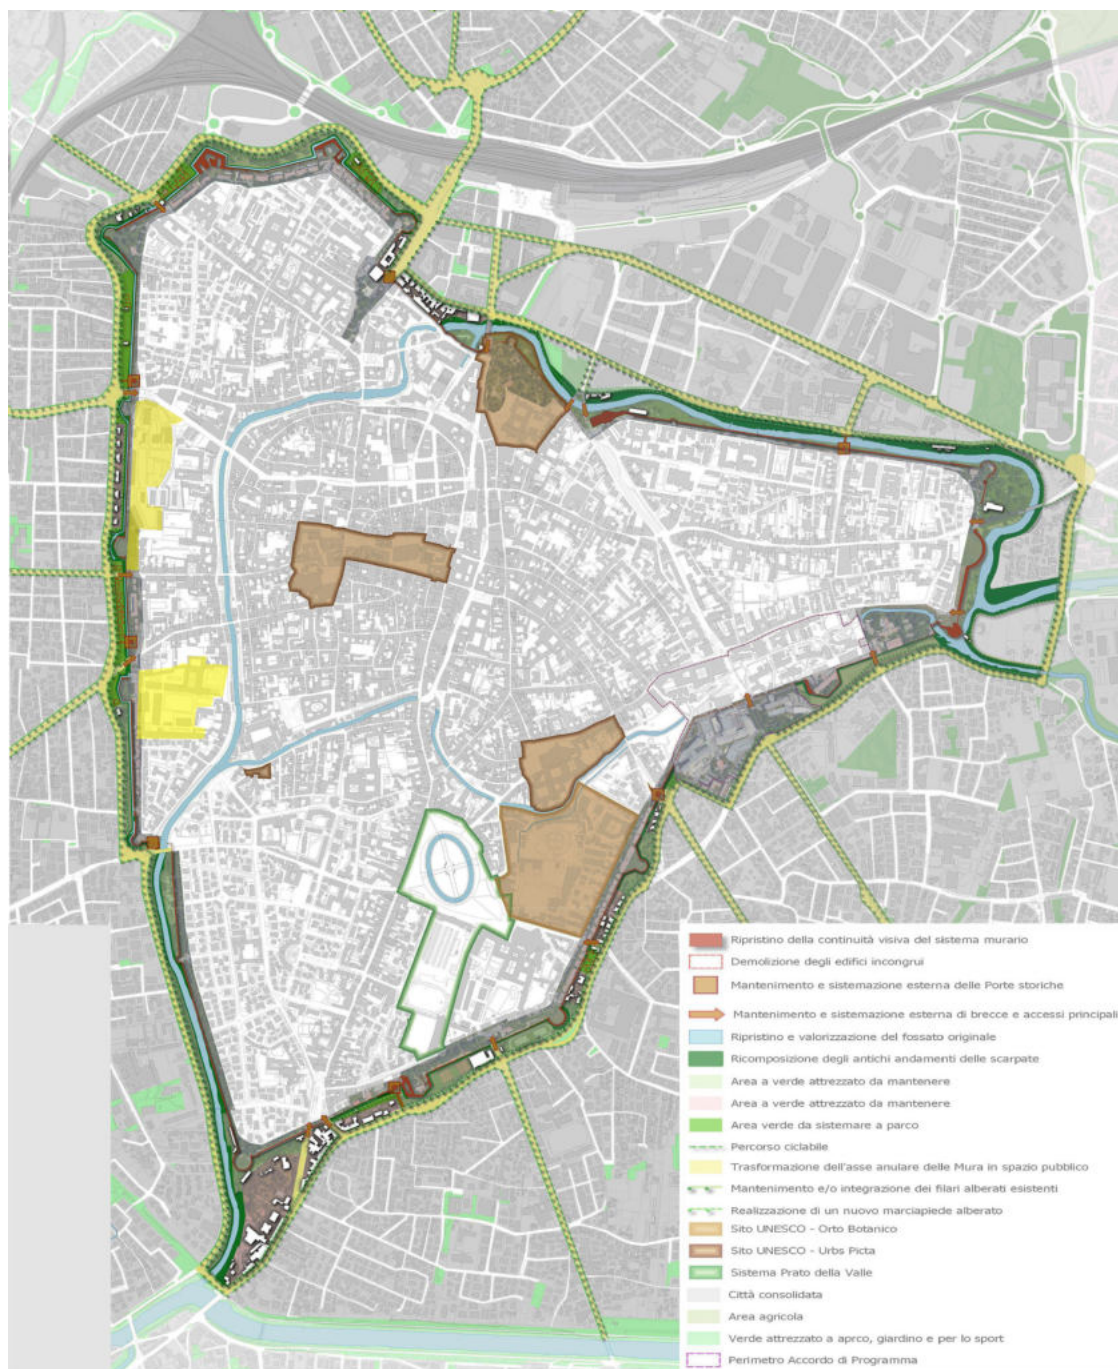 Ripristino della continuità visiva del sistema murario
Demolizione degli edifici incongrui
Mantenimento e sistemazione esterna delle Porte storiche
Mantenimento e sistemazione esterna di brecce e accessi principali
Ripristino e valorizzazione del fossato originale
Ricomposizione degli antichi andamenti delle scarpate
Area a verde attrezzato da mantenere
Area a verde attrezzato da mantenere
Area verde da sistemare a parco
Percorso ciclabile
Trasformazione dell'asse anulare delle Mura in spazio pubblico
Mantenimento e/o integrazione dei filari alberati esistenti
Realizzazione di un nuovo marciapiede alberato
Sito UNESCO - Orto Botanico
Sito UNESCO - Urbs Picta
Sistema Prato della Valle
Città consolidata
Area agricola
Verde attrezzato a aprco, giardino e per lo sport
Perimetro Accordo di Programma